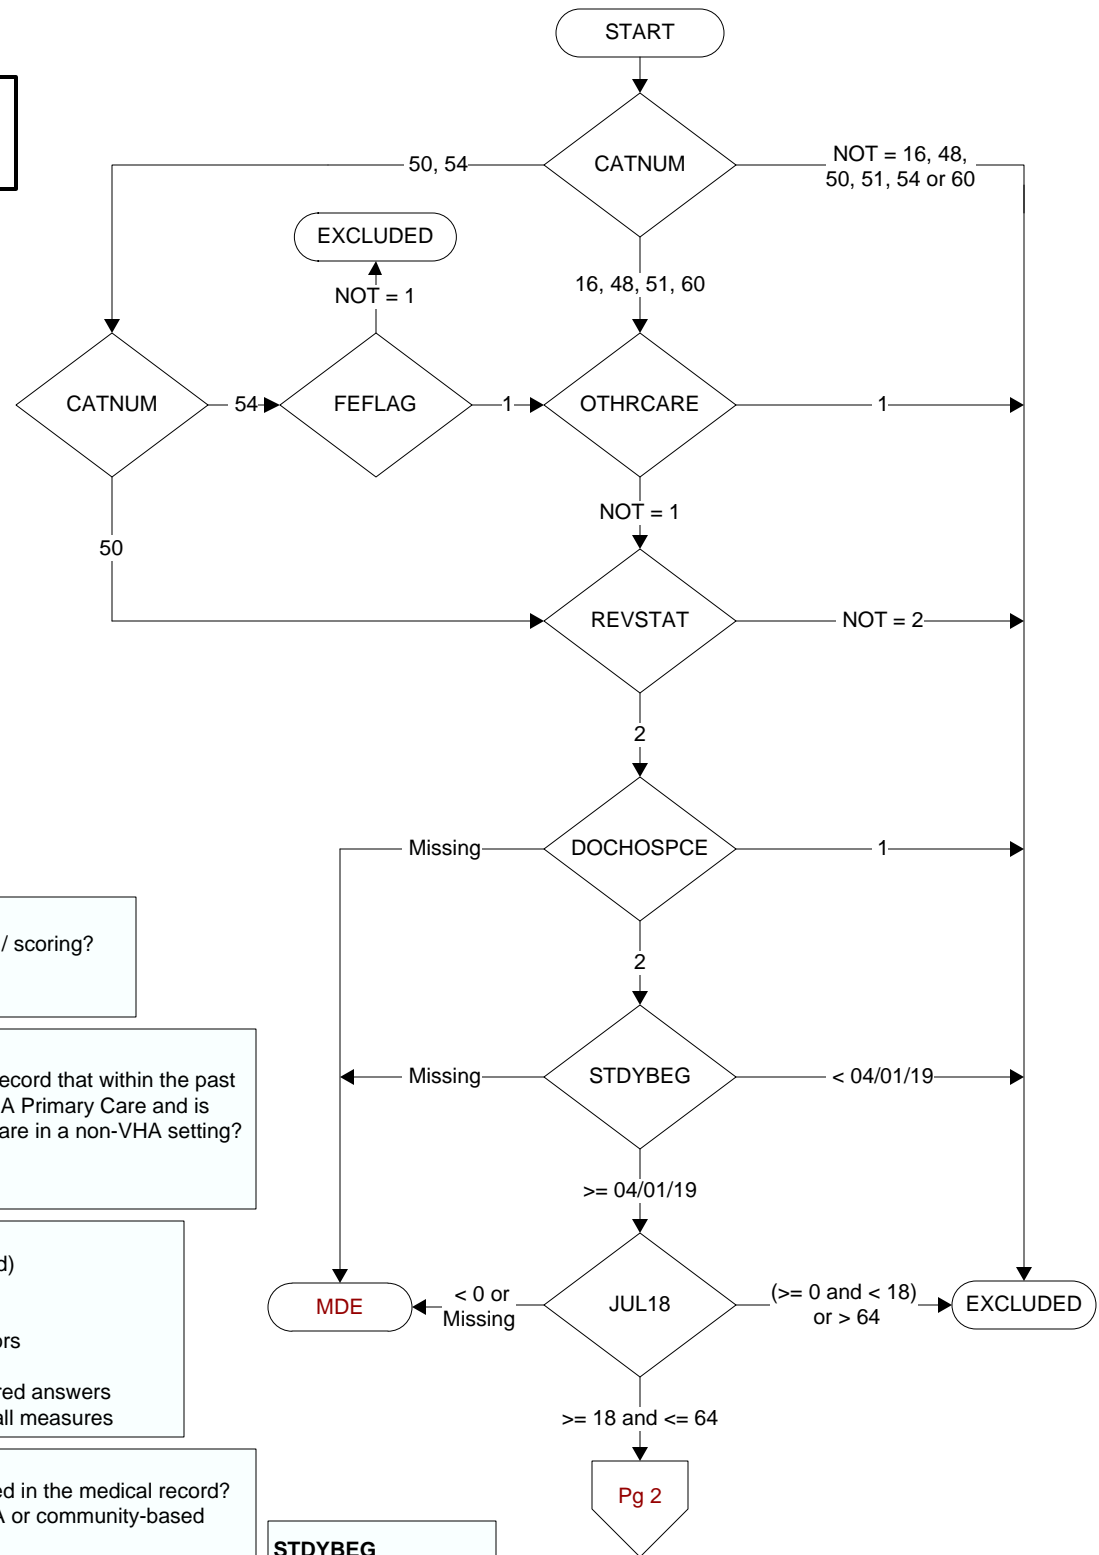 START
CATNUM
50, 54
NOT = 16, 48,
50, 51, 54 or 60
EXCLUDED
16, 48, 51, 60
NOT = 1
CATNUM
54
FEFLAG
1
OTHRCARE
1
NOT = 1
50
REVSTAT
NOT = 2
2
Missing
DOCHOSPCE
1
/ scoring?
2
ecord that within the past
A Primary Care and is
are in a non-VHA setting?
Missing
STDYBEG
< 04/01/19
>= 04/01/19
d)
ors
red answers
all measures
MDE
< 0 or
Missing
JUL18
(>= 0 and < 18)
or > 64
EXCLUDED
>= 18 and <= 64
ed in the medical record?
A or community-based
Pg 2
STDYBEG